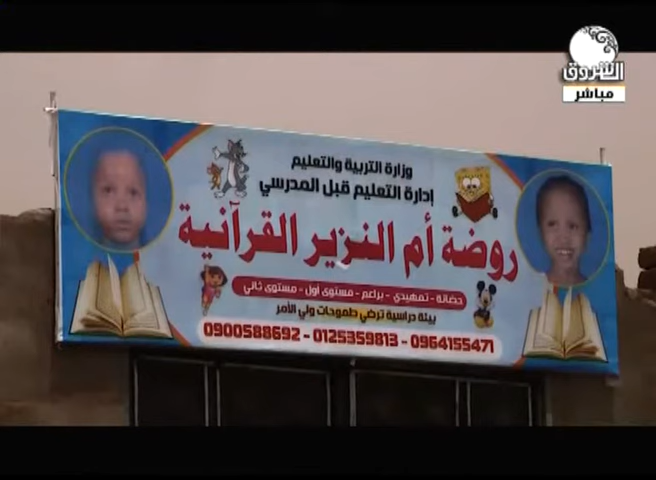 الشروق
مباشر
وزارة التربية والتعليم
إدارة التعليم قبل المدرسي
روضة أم النزير القرآنية
حضانة - تمهيدي - براعم - مستوى أول - مستوى ثاني
بيئة دراسية ترضي طموحات ولي الأمر
0900588692 - 0125359813 - 0964155471